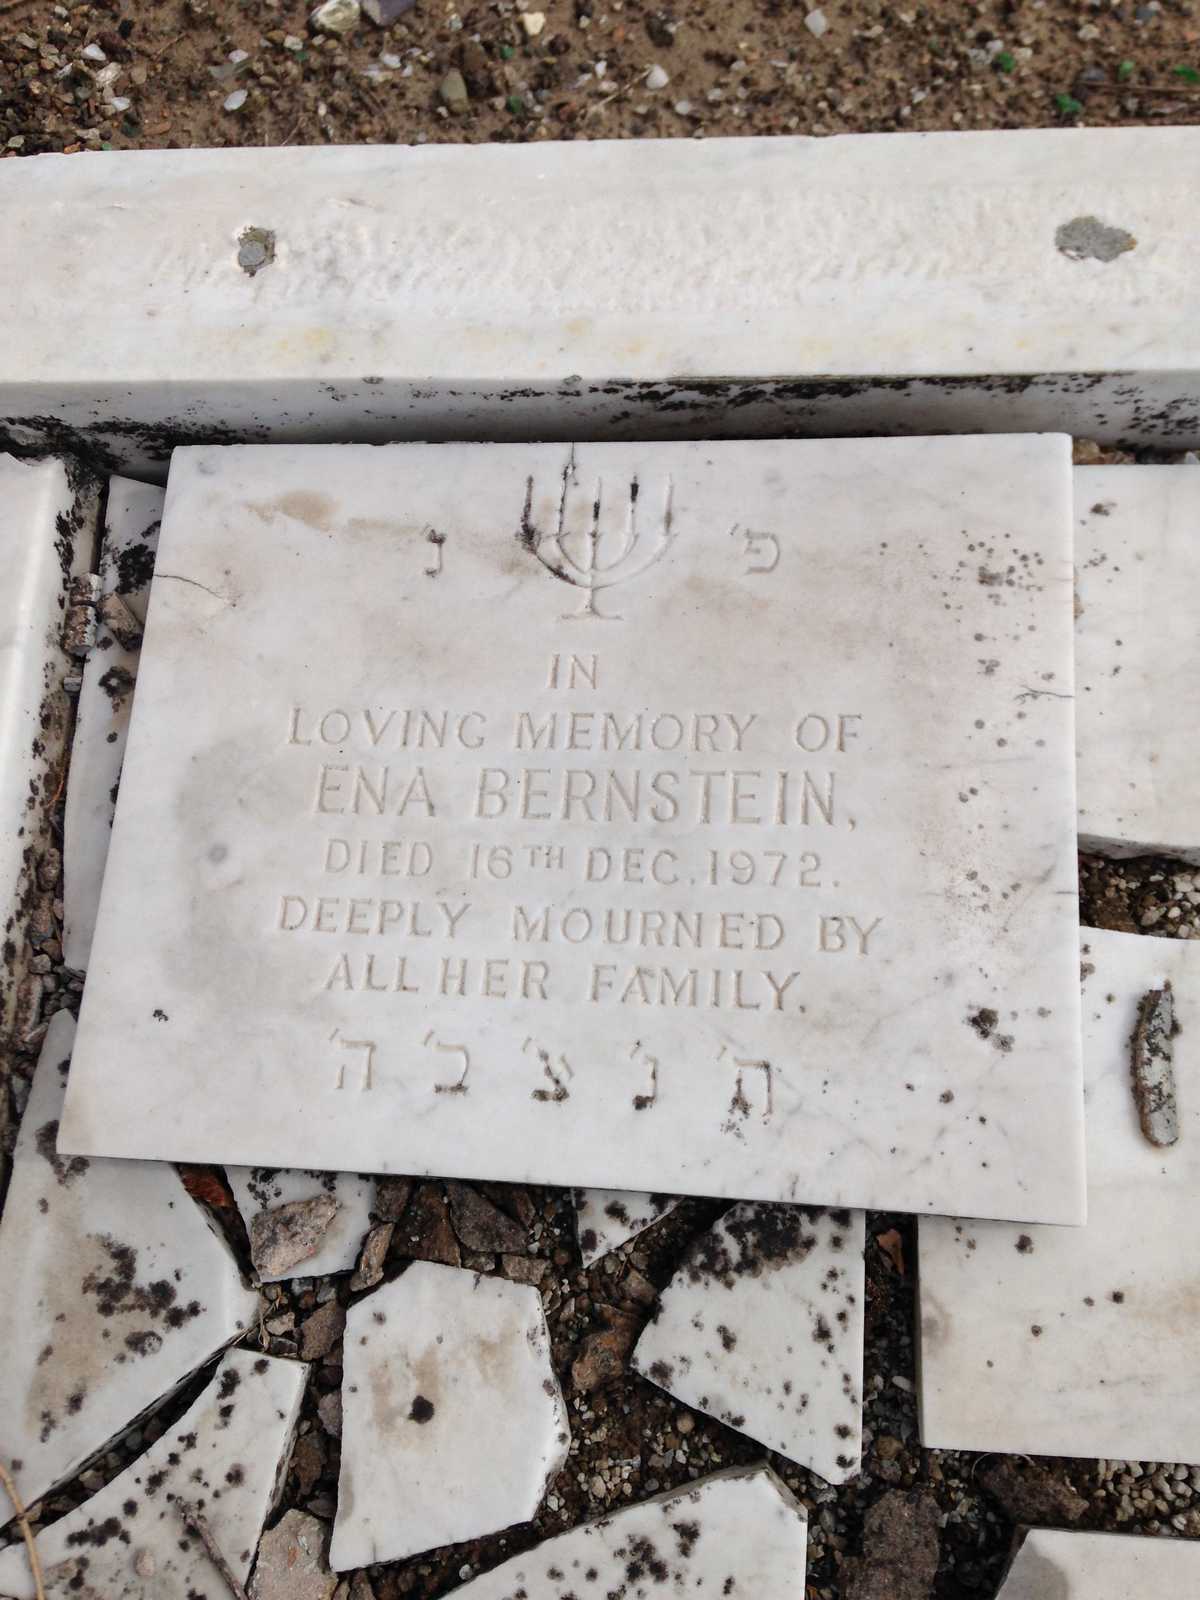 פ' נ'
IN
LOVING MEMORY OF
ENA BERNSTEIN,
DIED 16TH DEC. 1972.
DEEPLY MOURNED BY
ALL HER FAMILY.
ת' נ' צ' ב' ה'